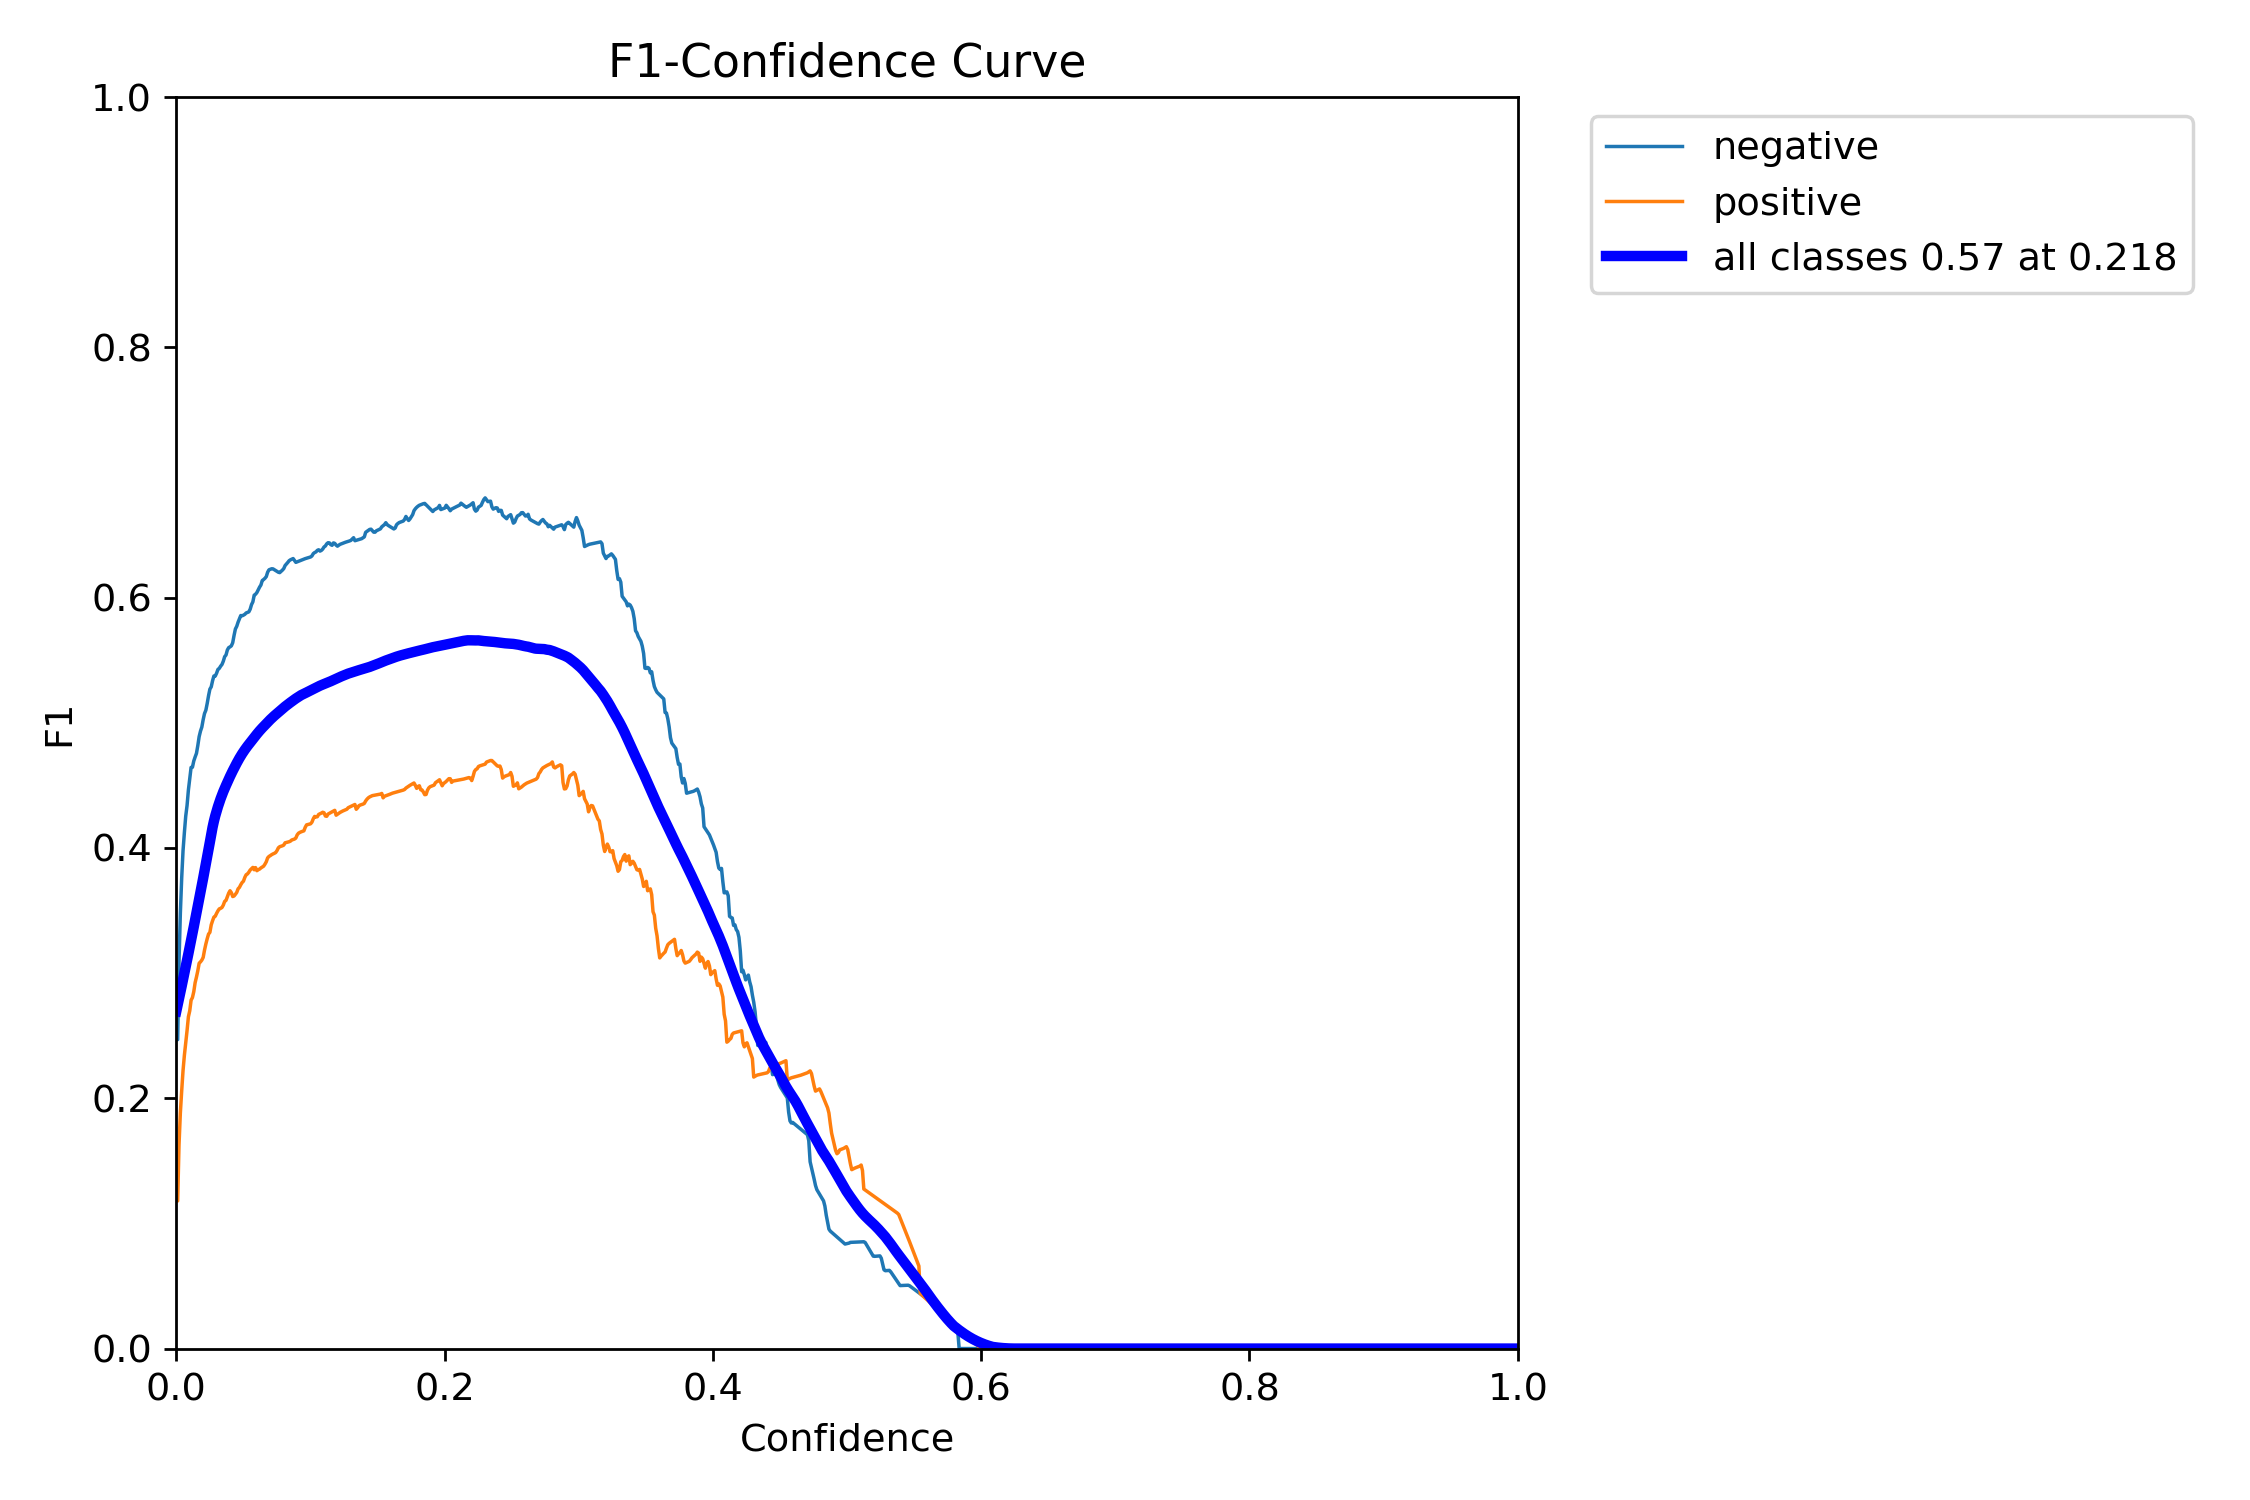 F1-Confidence Curve
1.0
0.8
0.6
0.4
0.2
0.0
F1
0.0 0.2 0.4 0.6 0.8 1.0
Confidence
negative
positive
all classes 0.57 at 0.218